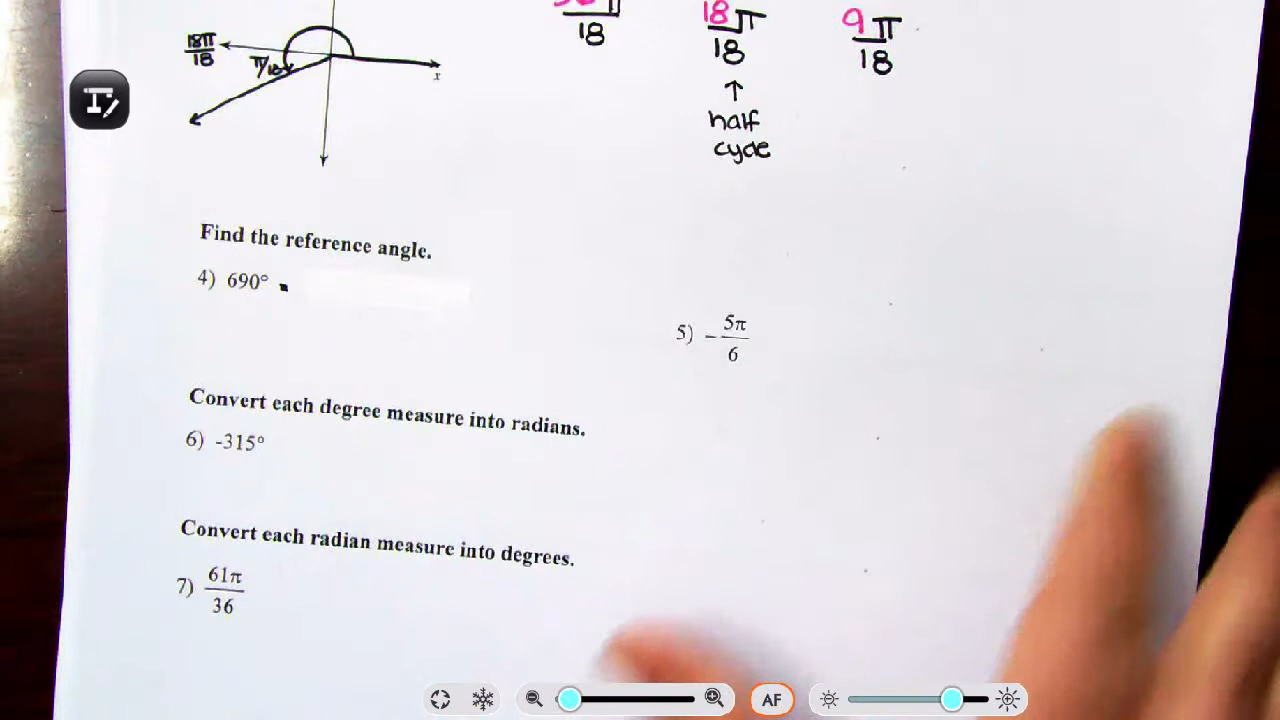 18π/18
18π/18
9π/18
18
π/18
x
↑
half
cycle
Find the reference angle.
4) 690°
5) -5π/6
Convert each degree measure into radians.
6) -315°
Convert each radian measure into degrees.
7) 61π/36
AF